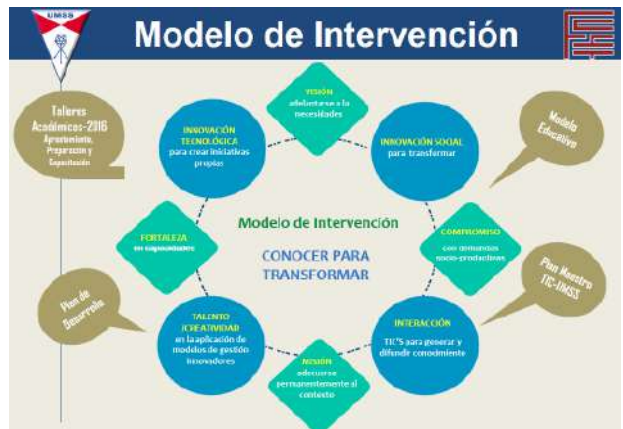 UMSS
Modelo de Intervención
Talleres
Académicos-2016
Aprestamiento,
Preparación y
Capacitación
VISIÓN
adelantarse a la
necesidades
INNOVACIÓN
TECNOLÓGICA
para crear iniciativas
propias
INNOVACIÓN SOCIAL
para transformar
Modelo
Educativo
FORTALEZA
en capacidades
Modelo de Intervención
CONOCER PARA
TRANSFORMAR
COMPROMISO
con demandas
socio-productivas
Plan de
Desarrollo
Plan Maestro
TIC-UMSS
TALENTO
(CREATIVIDAD)
en la aplicación de
modelos de gestión
innovadores
INTERACCIÓN
TIC'S para generar y
difundir conocimiento
MISIÓN
adecuarse
permanentemente al
contexto